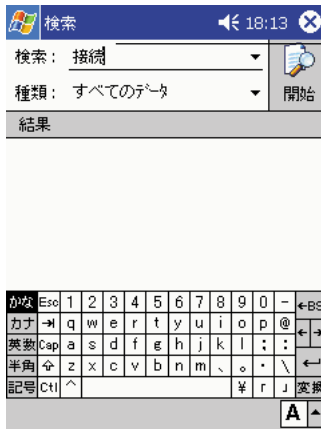 検索 18:13
検索： 接続
種類： すべてのデータ
開始
結果
かな Esc 1 2 3 4 5 6 7 8 9 0 - ←BS
カナ →| q w e r t y u i o p @
英数 Cap a s d f g h j k l ; : ← →
半角 ⇧ z x c v b n m 、 。 ・ \ ↵
記号 Ctl ^ ¥ 「 」 変換
A